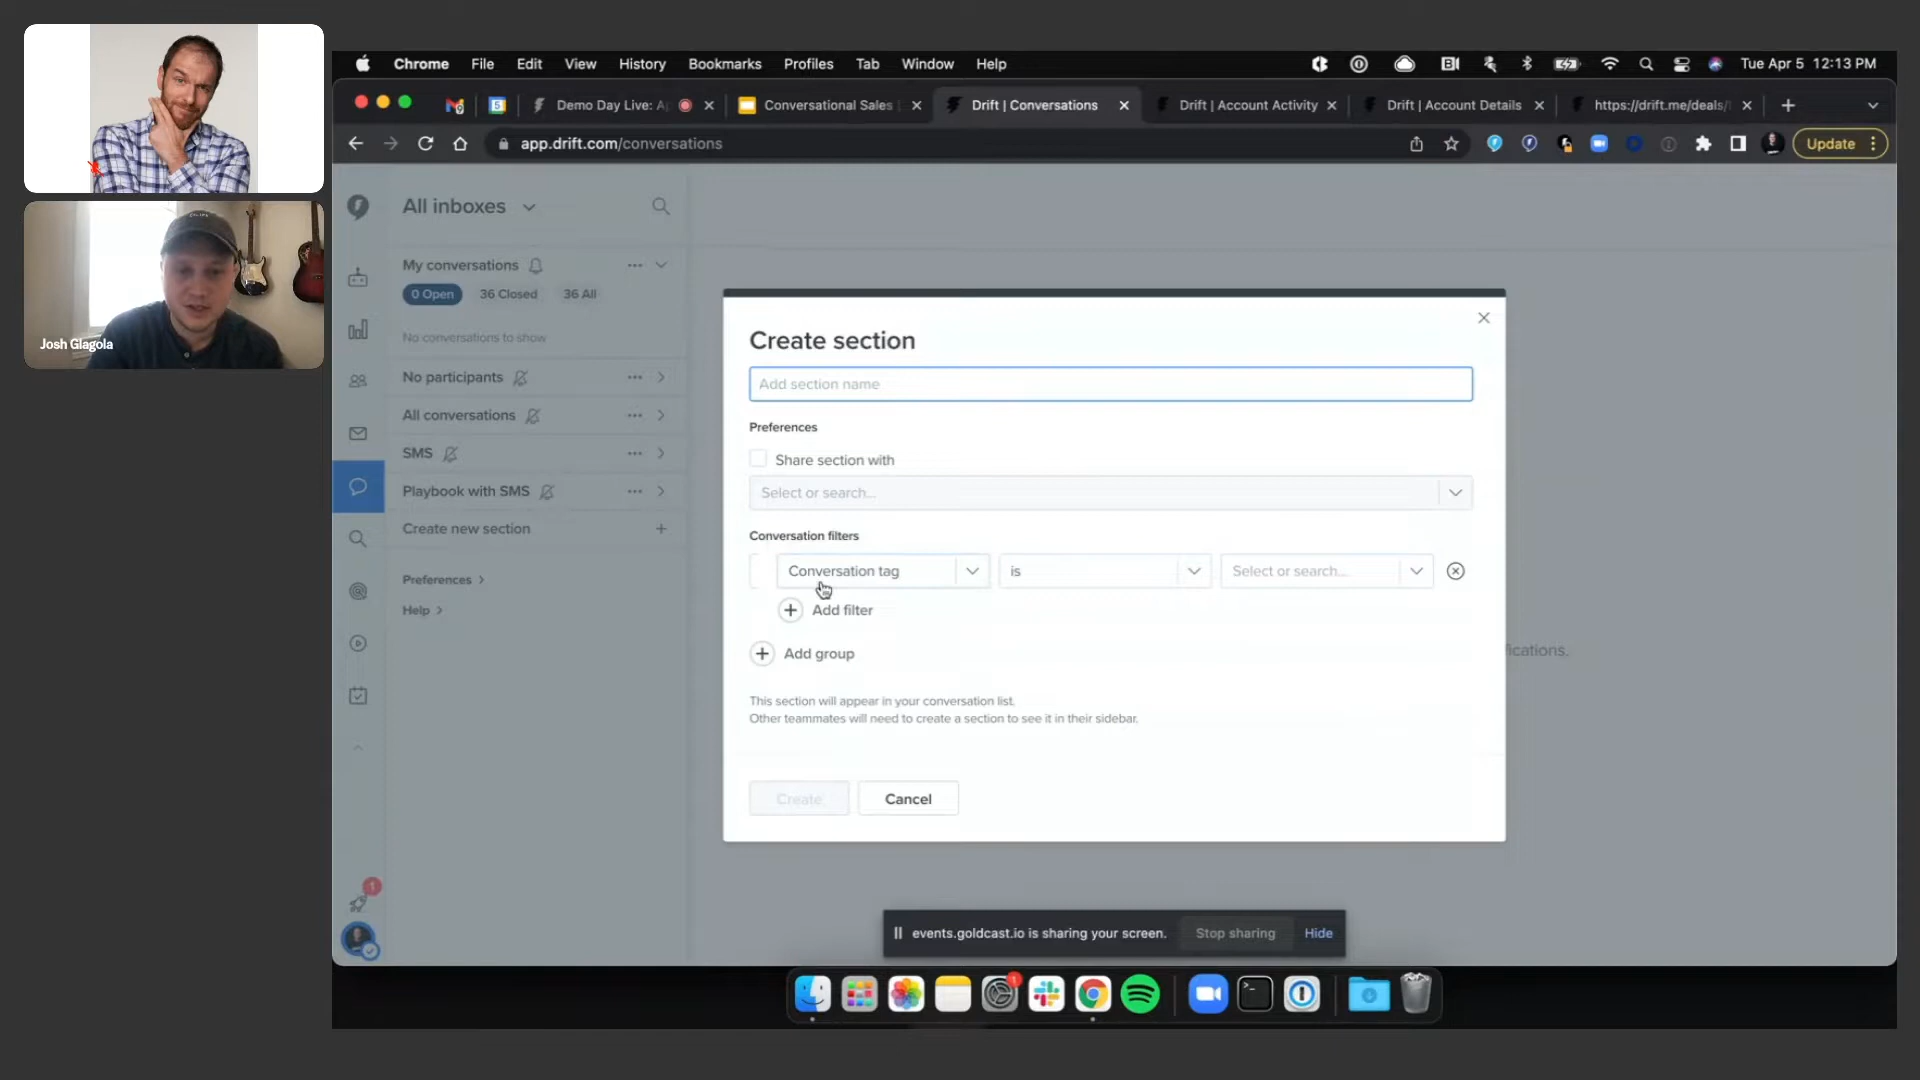 Josh Glagola
Chrome File Edit View History Bookmarks Profiles Tab Window Help
Tue Apr 5 12:13 PM
5
Demo Day Live: A
Conversational Sales
Drift | Conversations
Drift | Account Activity
Drift | Account Details
https://drift.me/deals/
app.drift.com/conversations
Update
All inboxes
My conversations
0 Open 36 Closed 36 All
No conversations to show
No participants
All conversations
SMS
Playbook with SMS
Create new section
Preferences
Help
1
Create section
Add section name
Preferences
Share section with
Select or search...
Conversation filters
Conversation tag is Select or search...
Add filter
Add group
This section will appear in your conversation list.
Other teammates will need to create a section to see it in their sidebar.
Create Cancel
ications.
events.goldcast.io is sharing your screen. Stop sharing Hide
1